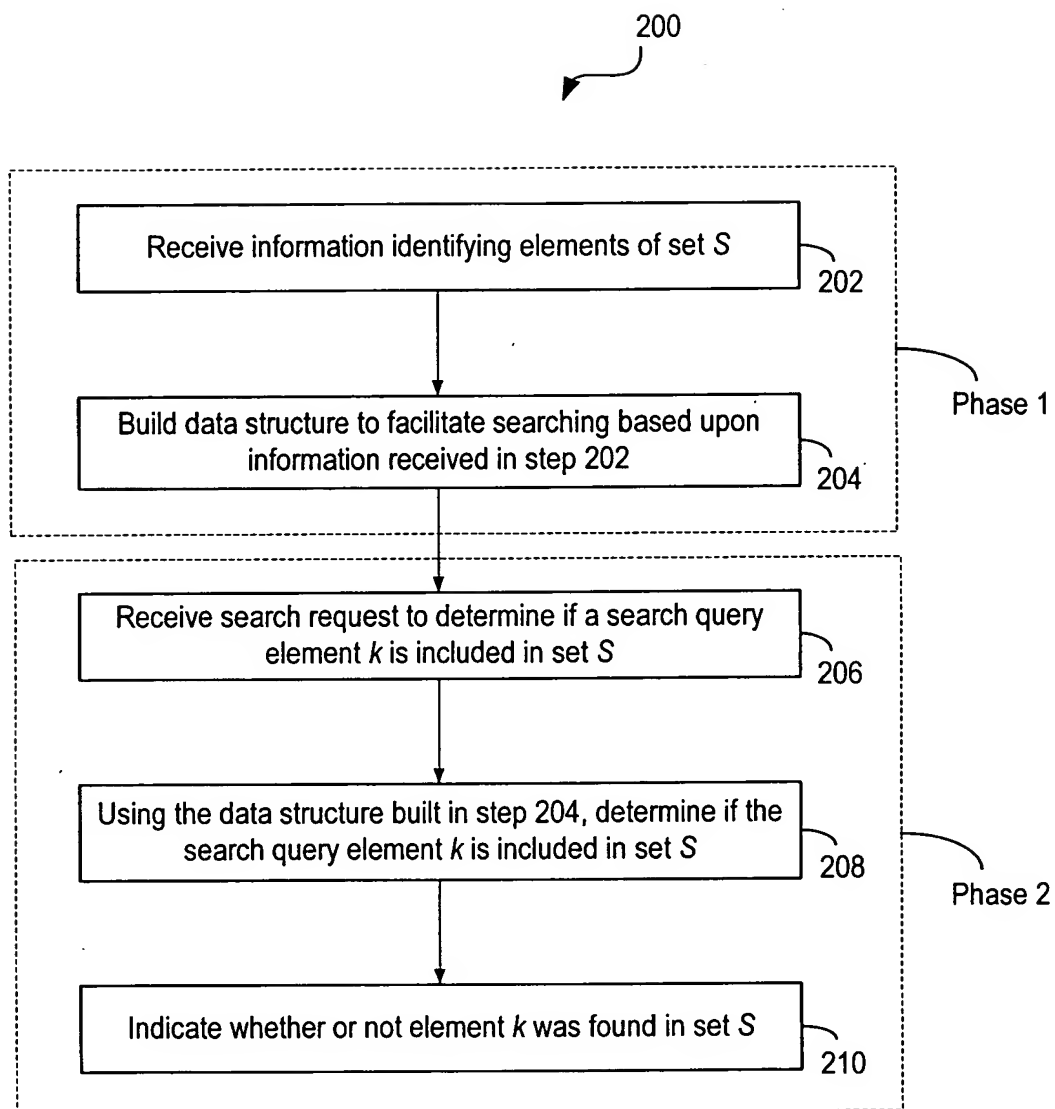 200
Receive information identifying elements of set S
202
Build data structure to facilitate searching based upon
information received in step 202
204
Phase 1
Receive search request to determine if a search query
element k is included in set S
206
Using the data structure built in step 204, determine if the
search query element k is included in set S
208
Phase 2
Indicate whether or not element k was found in set S
210